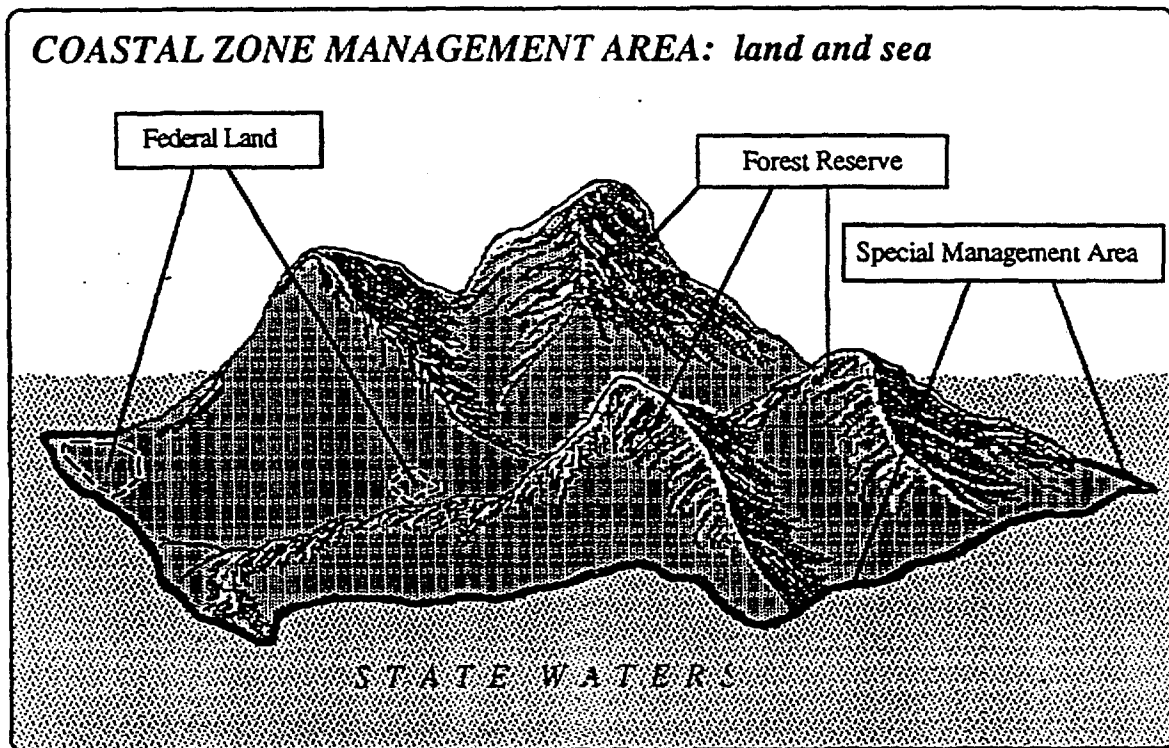 COASTAL ZONE MANAGEMENT AREA: land and sea
Federal Land
Forest Reserve
Special Management Area
STATE WATERS